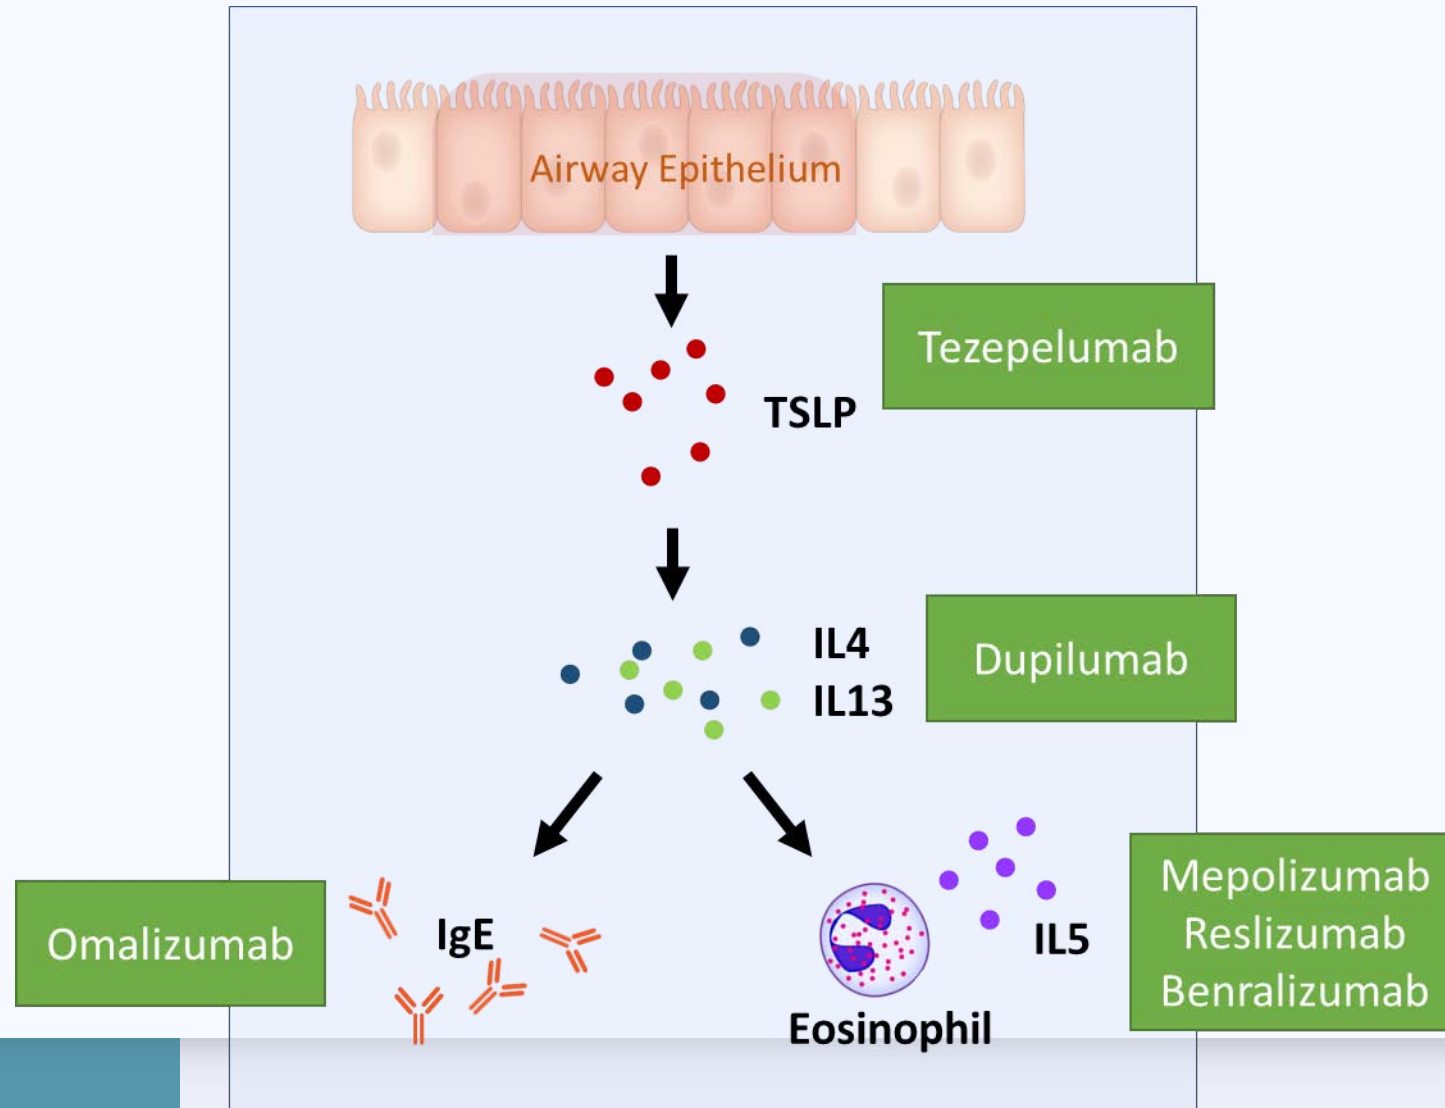 Airway Epithelium
Tezepelumab
TSLP
IL4
IL13
Dupilumab
Omalizumab
IgE
IL5
Eosinophil
Mepolizumab
Reslizumab
Benralizumab